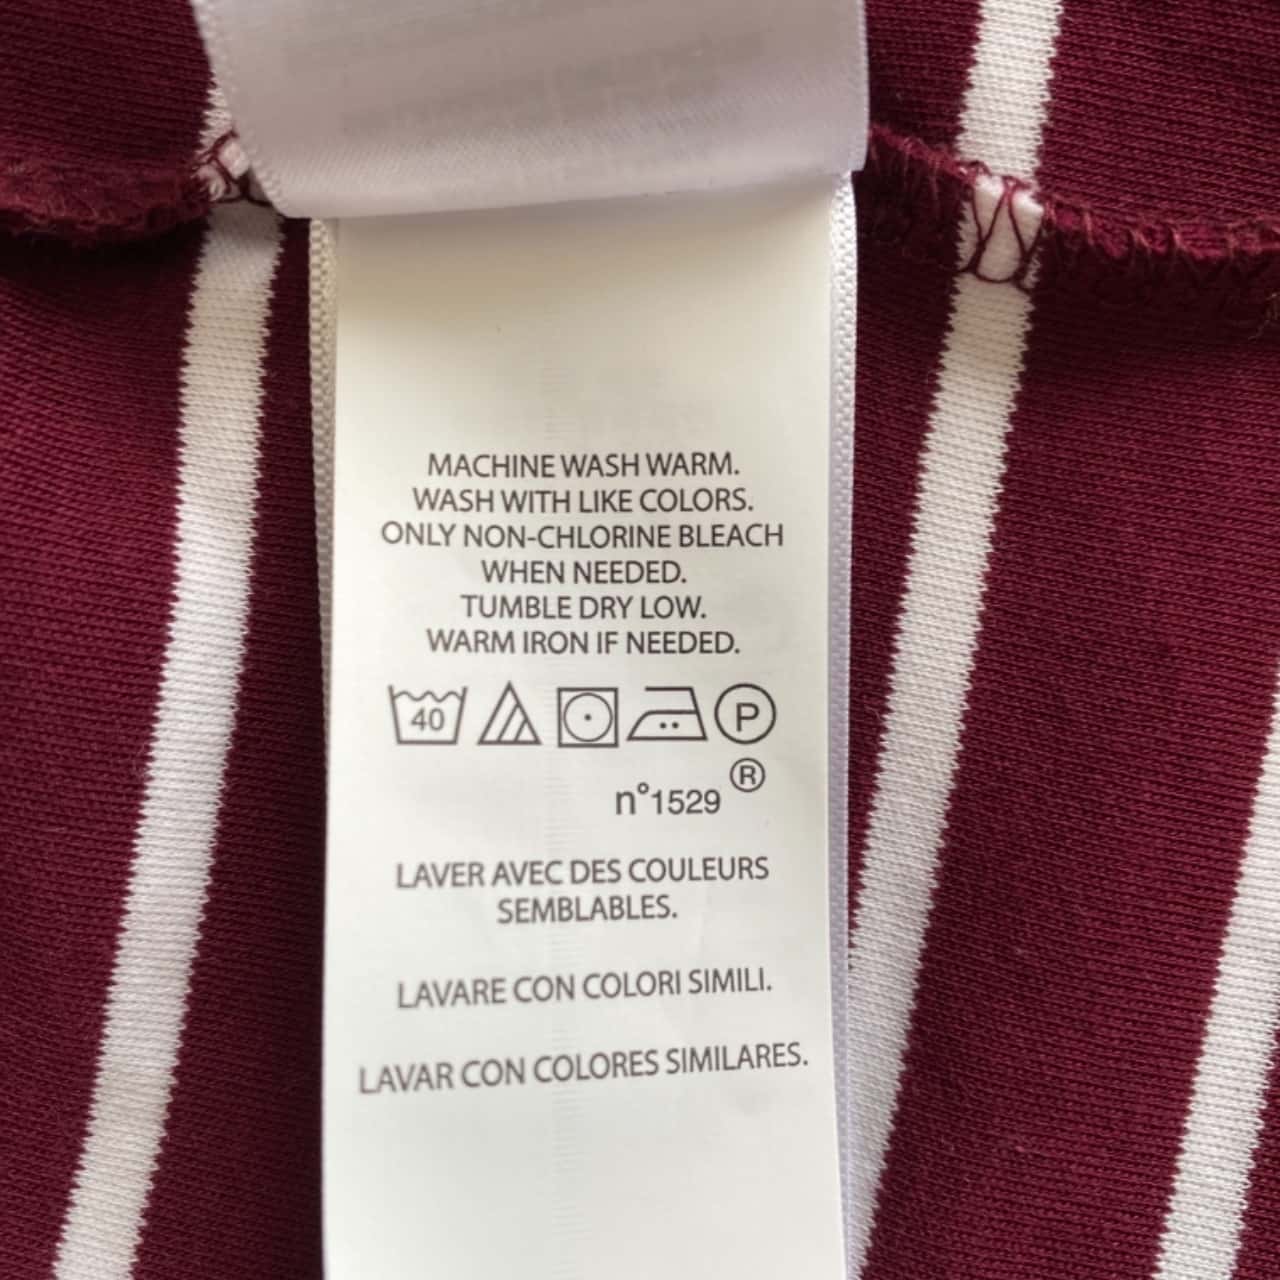 MACHINE WASH WARM.
WASH WITH LIKE COLORS.
ONLY NON-CHLORINE BLEACH
WHEN NEEDED.
TUMBLE DRY LOW.
WARM IRON IF NEEDED.
40 P
®
n°1529
LAVER AVEC DES COULEURS
SEMBLABLES.
LAVARE CON COLORI SIMILI.
LAVAR CON COLORES SIMILARES.